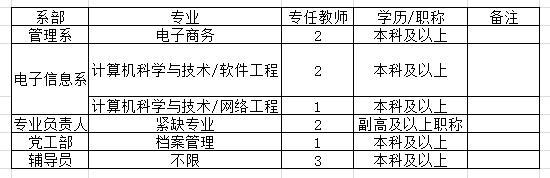 系部 专业 专任教师 学历/职称 备注
管理系 电子商务 2 本科及以上
电子信息系 计算机科学与技术/软件工程 2 本科及以上
计算机科学与技术/网络工程 1 本科及以上
专业负责人 紧缺专业 2 副高及以上职称
党工部 档案管理 1 本科及以上
辅导员 不限 3 本科及以上